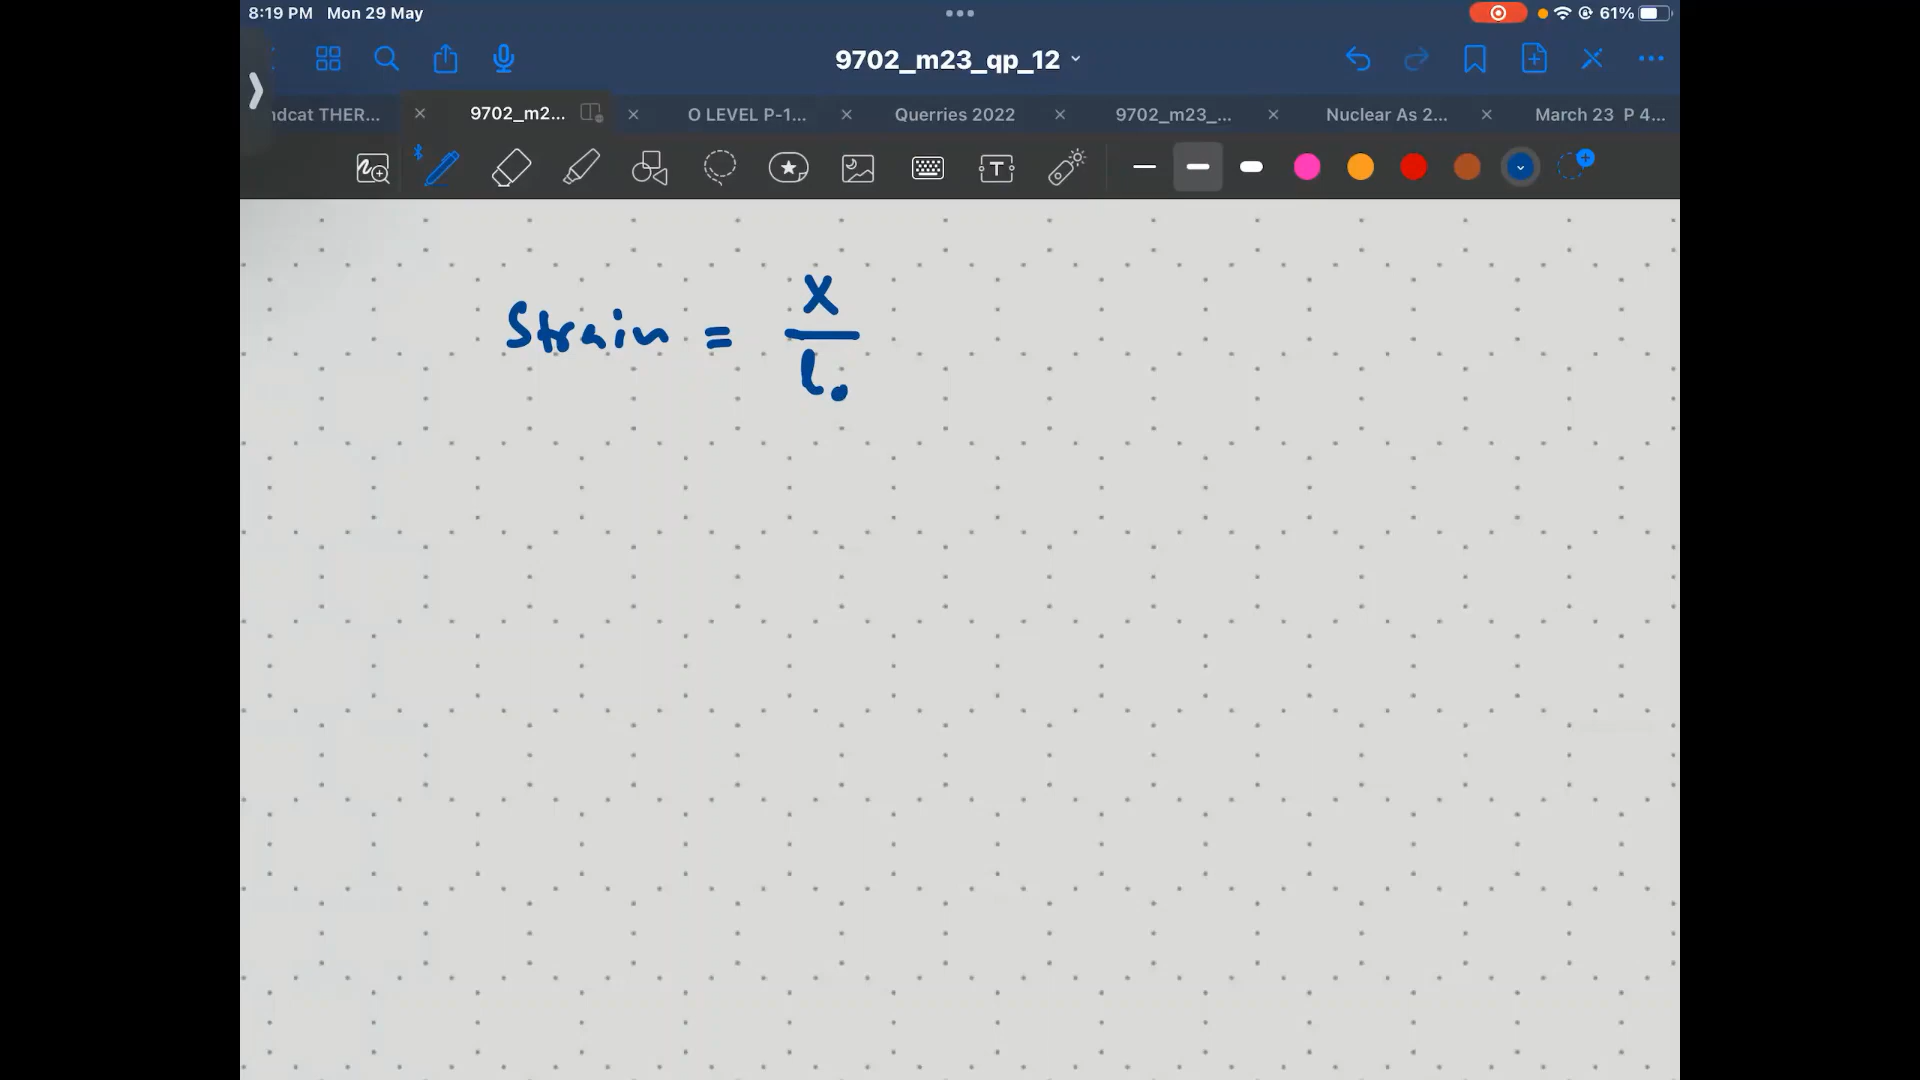 8:19 PM Mon 29 May
61%
9702_m23_qp_12
ndcat THER... 9702_m2... O LEVEL P-1... Querries 2022 9702_m23_... Nuclear As 2... March 23 P 4...
Strain = x/l₀